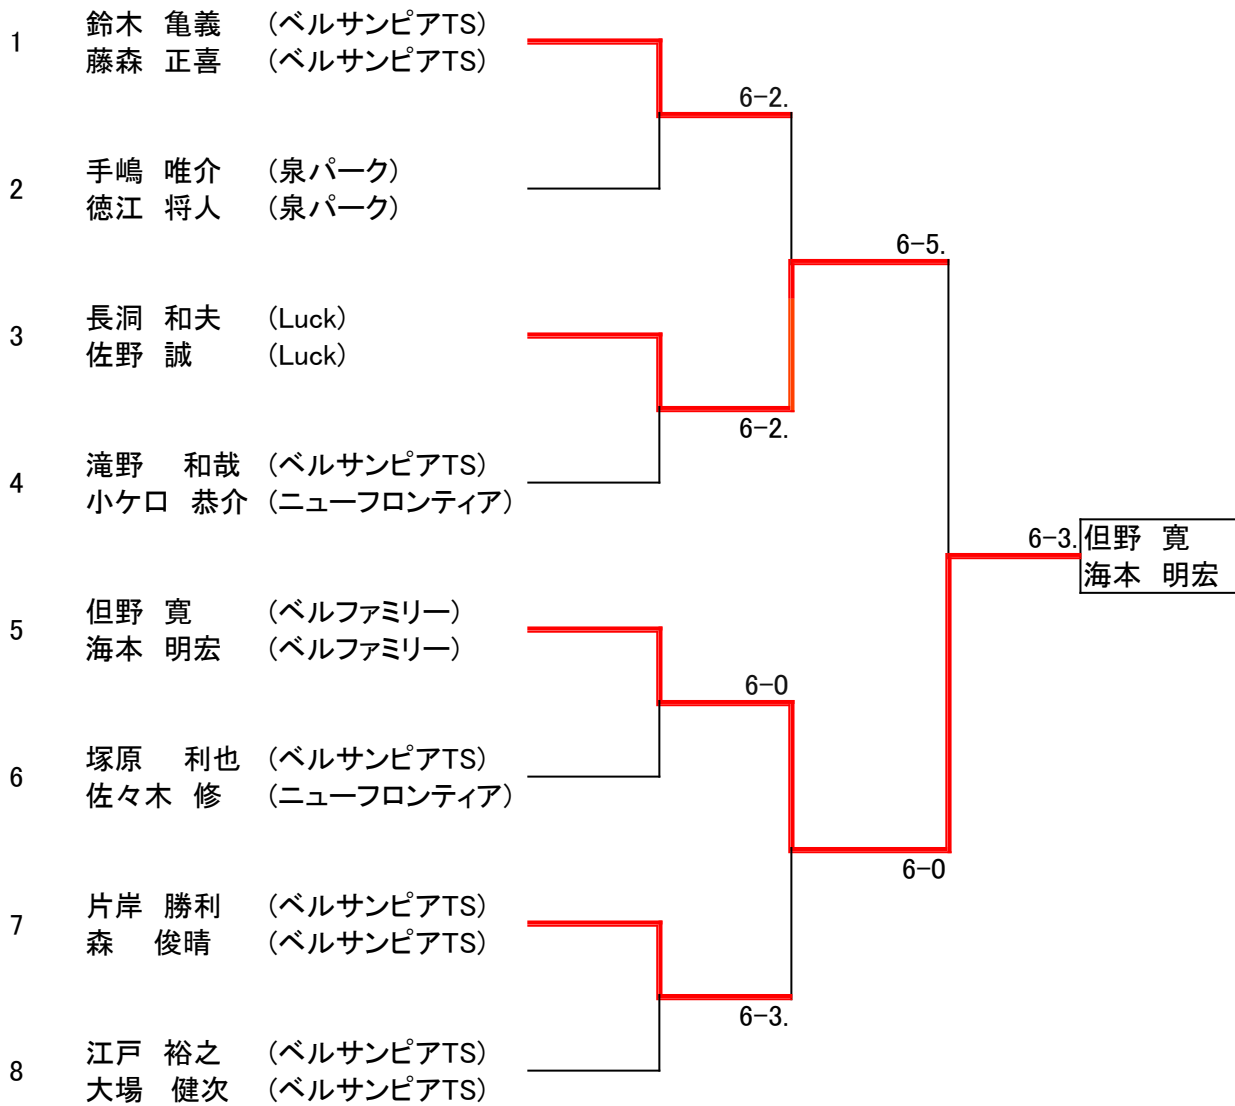 1
鈴木 亀義 (ベルサンピアTS)
藤森 正喜 (ベルサンピアTS)
6-2.
2
手嶋 唯介 (泉パーク)
徳江 将人 (泉パーク)
6-5.
3
長洞 和夫 (Luck)
佐野 誠 (Luck)
6-2.
4
滝野 和哉 (ベルサンピアTS)
小ケロ 恭介 (ニューフロンティア)
6-3.
但野 寛
海本 明宏
5
但野 寛 (ベルファミリー)
海本 明宏 (ベルファミリー)
6-0
6
塚原 利也 (ベルサンピアTS)
佐々木 修 (ニューフロンティア)
6-0
7
片岸 勝利 (ベルサンピアTS)
森 俊晴 (ベルサンピアTS)
6-3.
8
江戸 裕之 (ベルサンピアTS)
大場 健次 (ベルサンピアTS)